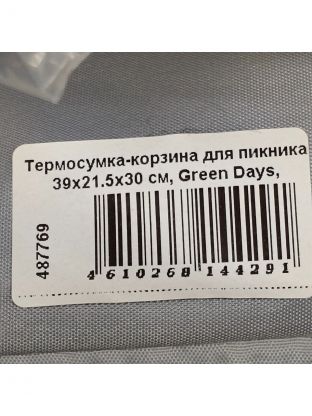 Термосумка-корзина для пикника
39x21.5x30 см, Green Days,
487769
4 610268 144291